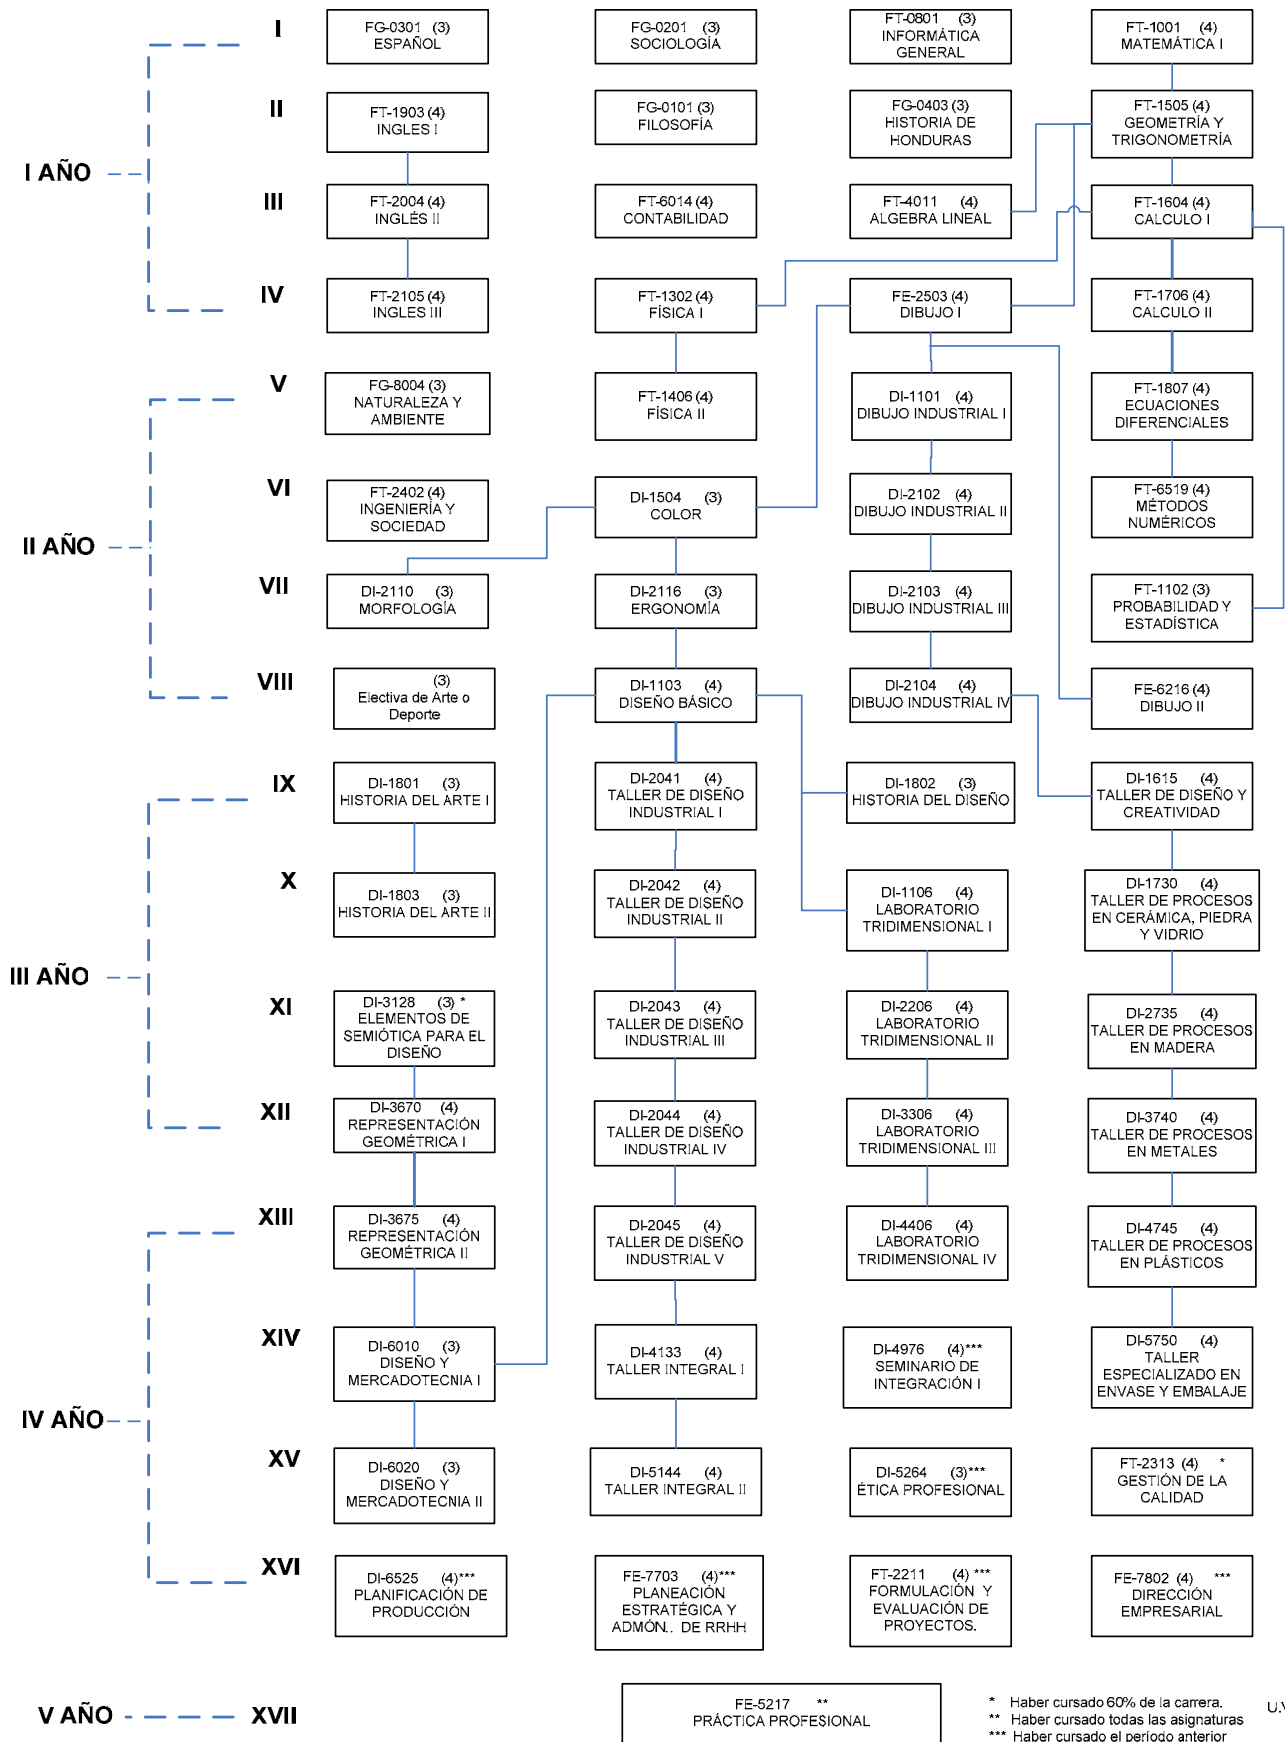 I
FG-0301 (3)
ESPAÑOL
FG-0201 (3)
SOCIOLOGÍA
FT-0801 (3)
INFORMÁTICA
GENERAL
FT-1001 (4)
MATEMÁTICA I
II
FT-1903 (4)
INGLES I
FG-0101 (3)
FILOSOFÍA
FG-0403 (3)
HISTORIA DE
HONDURAS
FT-1505 (4)
GEOMETRÍA Y
TRIGONOMETRÍA
I AÑO
III
FT-2004 (4)
INGLÉS II
FT-6014 (4)
CONTABILIDAD
FT-4011 (4)
ALGEBRA LINEAL
FT-1604 (4)
CALCULO I
IV
FT-2105 (4)
INGLES III
FT-1302 (4)
FÍSICA I
FE-2503 (4)
DIBUJO I
FT-1706 (4)
CALCULO II
V
FG-8004 (3)
NATURALEZA Y
AMBIENTE
FT-1406 (4)
FÍSICA II
DI-1101 (4)
DIBUJO INDUSTRIAL I
FT-1807 (4)
ECUACIONES
DIFERENCIALES
VI
FT-2402 (4)
INGENIERÍA Y
SOCIEDAD
DI-1504 (3)
COLOR
DI-2102 (4)
DIBUJO INDUSTRIAL II
FT-6519 (4)
MÉTODOS
NUMÉRICOS
II AÑO
VII
DI-2110 (3)
MORFOLOGÍA
DI-2116 (3)
ERGONOMÍA
DI-2103 (4)
DIBUJO INDUSTRIAL III
FT-1102 (3)
PROBABILIDAD Y
ESTADÍSTICA
VIII
(3)
Electiva de Arte o
Deporte
DI-1103 (4)
DISEÑO BÁSICO
DI-2104 (4)
DIBUJO INDUSTRIAL IV
FE-6216 (4)
DIBUJO II
IX
DI-1801 (3)
HISTORIA DEL ARTE I
DI-2041 (4)
TALLER DE DISEÑO
INDUSTRIAL I
DI-1802 (3)
HISTORIA DEL DISEÑO
DI-1615 (4)
TALLER DE DISEÑO Y
CREATIVIDAD
X
DI-1803 (3)
HISTORIA DEL ARTE II
DI-2042 (4)
TALLER DE DISEÑO
INDUSTRIAL II
DI-1106 (4)
LABORATORIO
TRIDIMENSIONAL I
DI-1730 (4)
TALLER DE PROCESOS
EN CERÁMICA, PIEDRA
Y VIDRIO
III AÑO
XI
DI-3128 (3) *
ELEMENTOS DE
SEMIÓTICA PARA EL
DISEÑO
DI-2043 (4)
TALLER DE DISEÑO
INDUSTRIAL III
DI-2206 (4)
LABORATORIO
TRIDIMENSIONAL II
DI-2735 (4)
TALLER DE PROCESOS
EN MADERA
XII
DI-3670 (4)
REPRESENTACIÓN
GEOMÉTRICA I
DI-2044 (4)
TALLER DE DISEÑO
INDUSTRIAL IV
DI-3306 (4)
LABORATORIO
TRIDIMENSIONAL III
DI-3740 (4)
TALLER DE PROCESOS
EN METALES
XIII
DI-3675 (4)
REPRESENTACIÓN
GEOMÉTRICA II
DI-2045 (4)
TALLER DE DISEÑO
INDUSTRIAL V
DI-4406 (4)
LABORATORIO
TRIDIMENSIONAL IV
DI-4745 (4)
TALLER DE PROCESOS
EN PLÁSTICOS
XIV
DI-6010 (3)
DISEÑO Y
MERCADOTECNIA I
DI-4133 (4)
TALLER INTEGRAL I
DI-4976 (4)***
SEMINARIO DE
INTEGRACIÓN I
DI-5750 (4)
TALLER
ESPECIALIZADO EN
ENVASE Y EMBALAJE
IV AÑO
XV
DI-6020 (3)
DISEÑO Y
MERCADOTECNIA II
DI-5144 (4)
TALLER INTEGRAL II
DI-5264 (3)***
ÉTICA PROFESIONAL
FT-2313 (4) *
GESTIÓN DE LA
CALIDAD
XVI
DI-6525 (4)***
PLANIFICACIÓN DE
PRODUCCIÓN
FE-7703 (4)***
PLANEACIÓN
ESTRATÉGICA Y
ADMÓN.. DE RRHH
FT-2211 (4) ***
FORMULACIÓN Y
EVALUACIÓN DE
PROYECTOS.
FE-7802 (4) ***
DIRECCIÓN
EMPRESARIAL
V AÑO
XVII
FE-5217 **
PRÁCTICA PROFESIONAL
* Haber cursado 60% de la carrera.
** Haber cursado todas las asignaturas
*** Haber cursado el período anterior